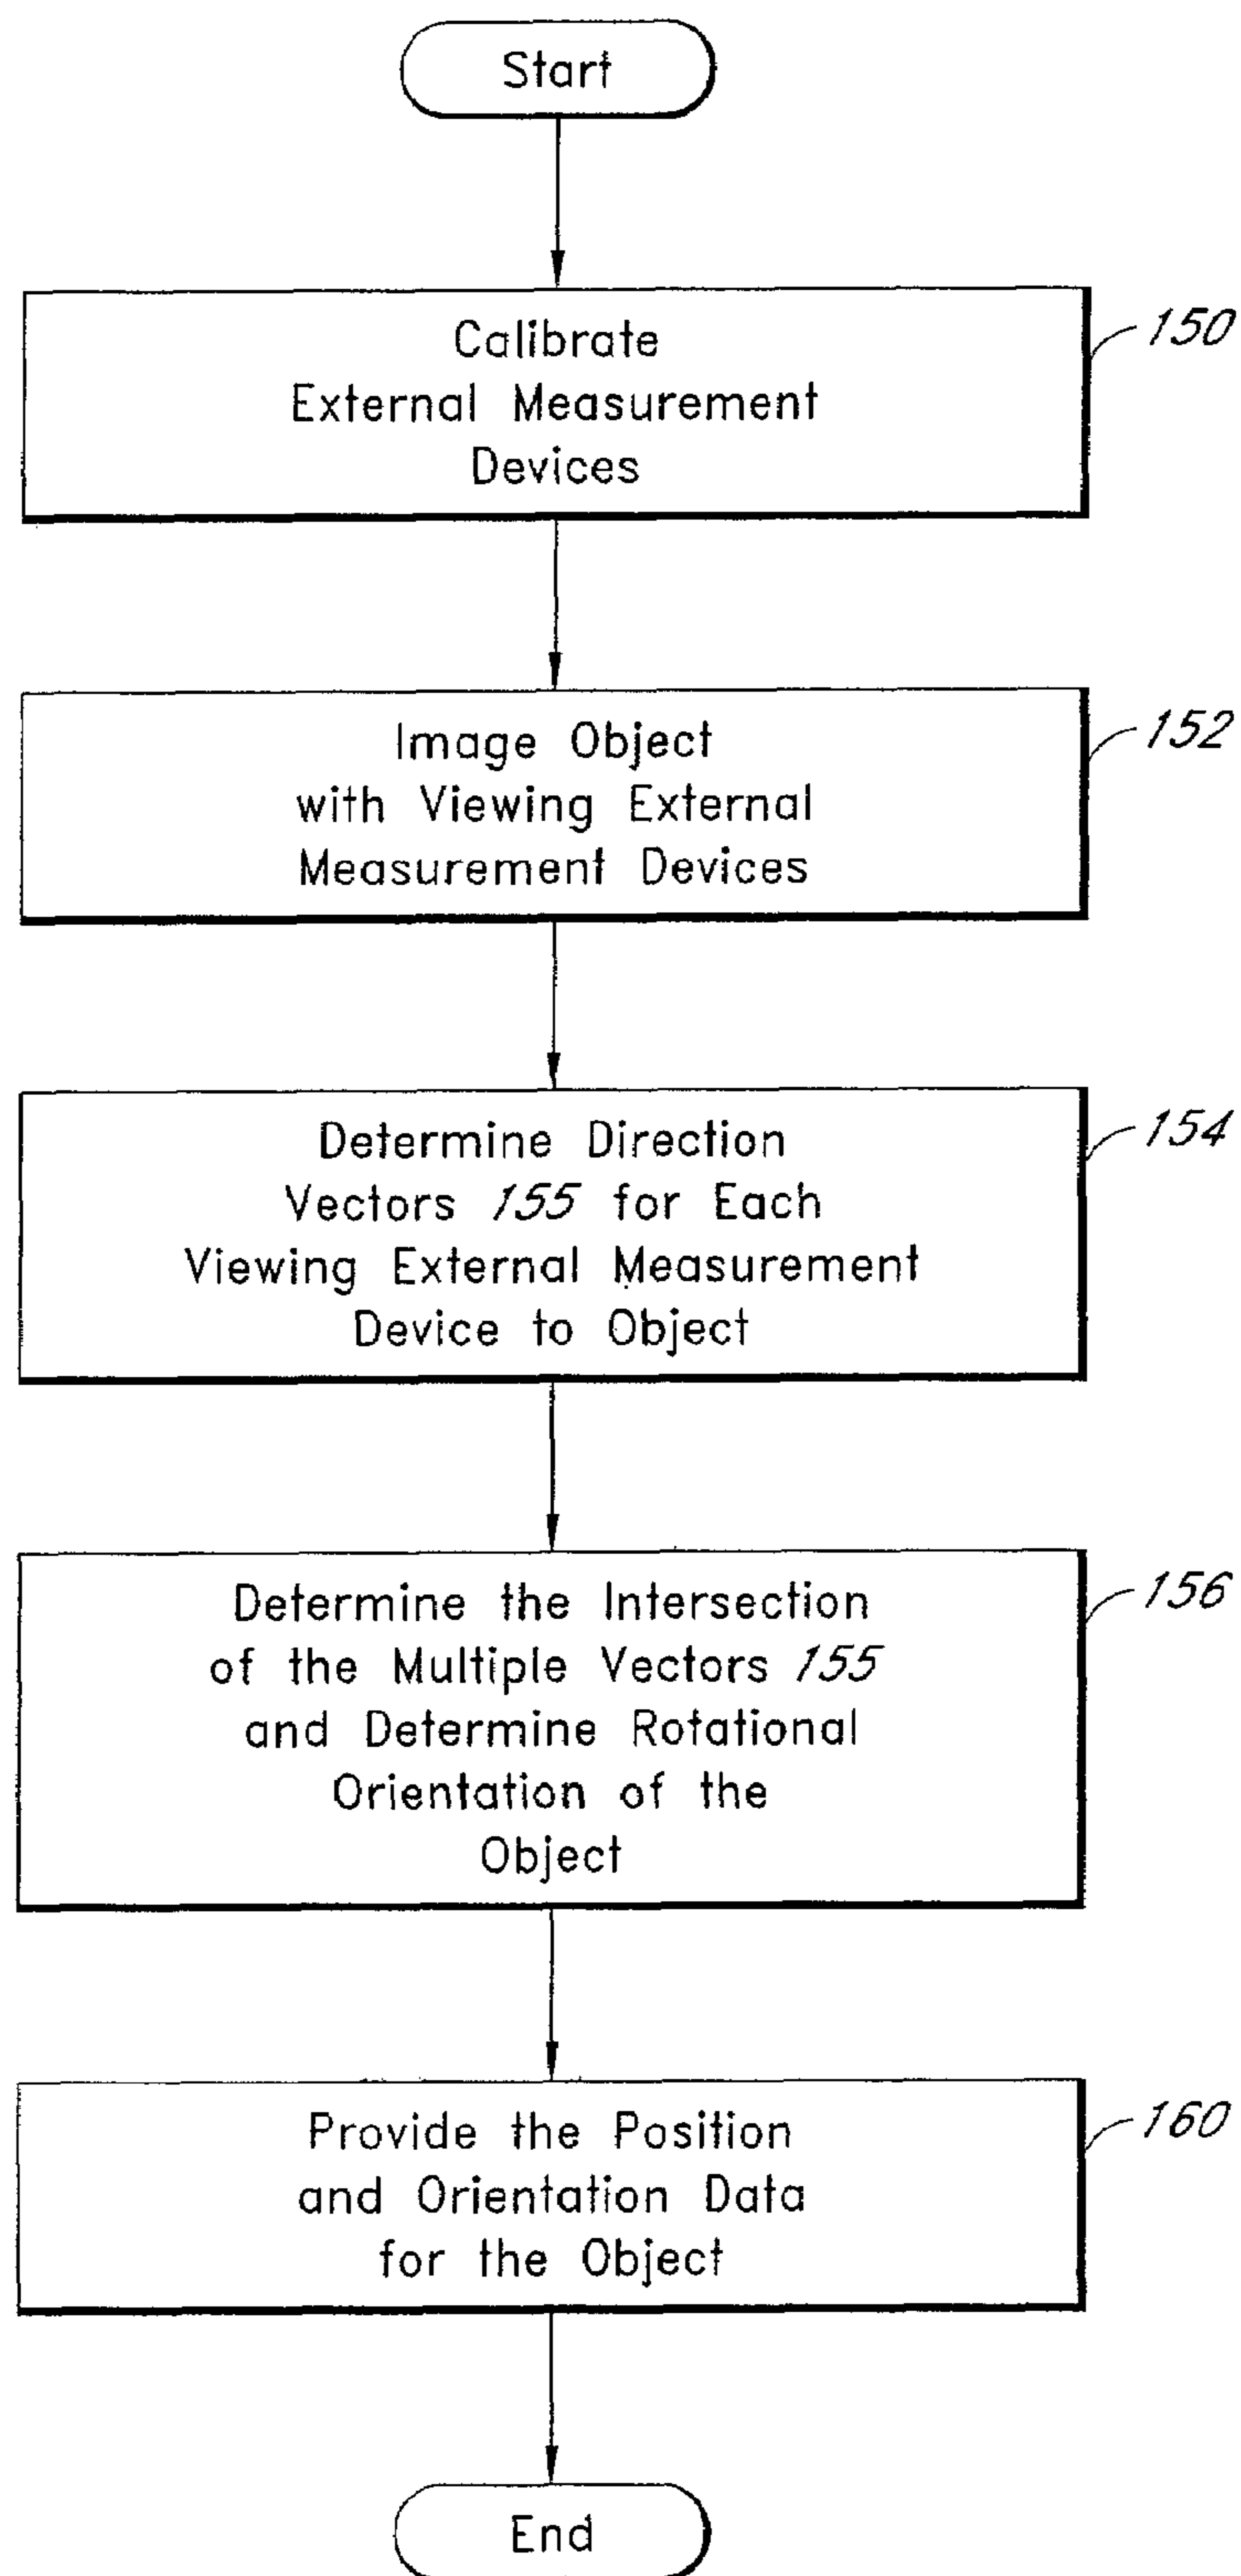 Start
Calibrate
External Measurement
Devices
150
Image Object
with Viewing External
Measurement Devices
152
Determine Direction
Vectors 155 for Each
Viewing External Measurement
Device to Object
154
Determine the Intersection
of the Multiple Vectors 155
and Determine Rotational
Orientation of the
Object
156
Provide the Position
and Orientation Data
for the Object
160
End